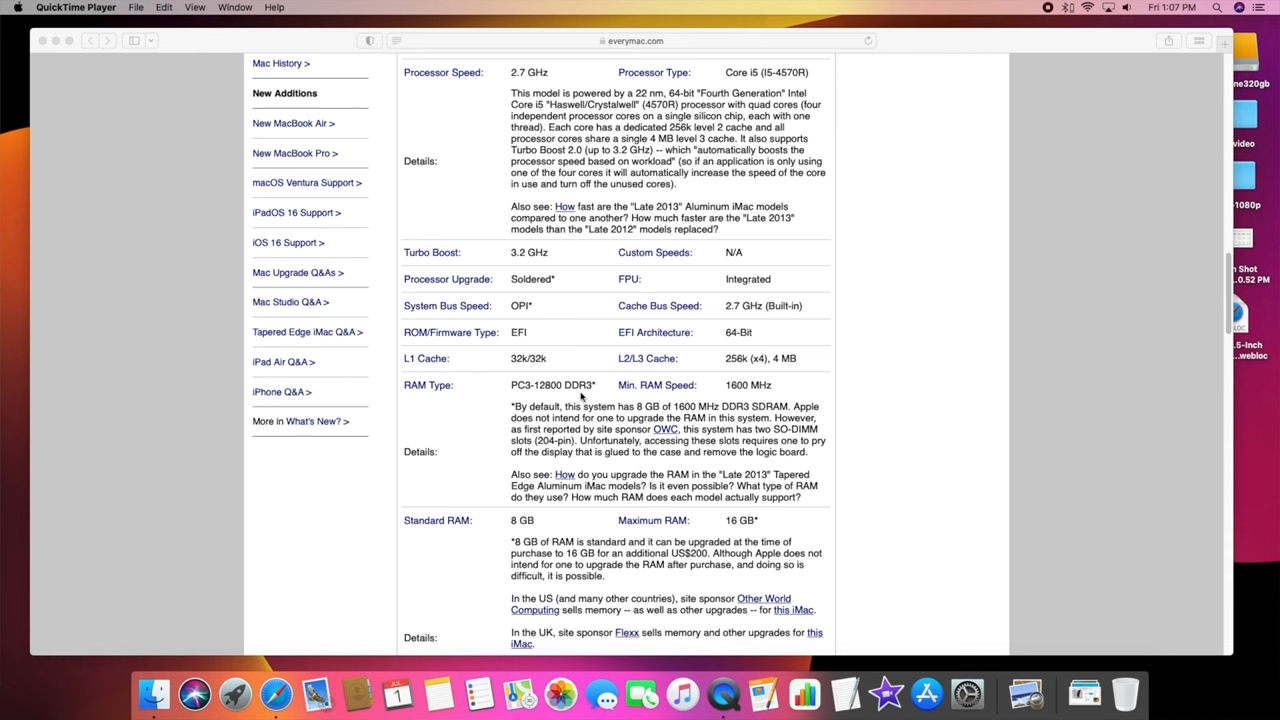 QuickTime Player File Edit View Window Help
Fri 1:07 PM
everymac.com
Mac History >
New Additions
New MacBook Air >
New MacBook Pro >
macOS Ventura Support >
iPadOS 16 Support >
iOS 16 Support >
Mac Upgrade Q&As >
Mac Studio Q&A >
Tapered Edge iMac Q&A >
iPad Air Q&A >
iPhone Q&A >
More in What's New? >
Processor Speed: 2.7 GHz Processor Type: Core i5 (I5-4570R)
This model is powered by a 22 nm, 64-bit "Fourth Generation" Intel
Core i5 "Haswell/Crystalwell" (4570R) processor with quad cores (four
independent processor cores on a single silicon chip, each with one
thread). Each core has a dedicated 256k level 2 cache and all
processor cores share a single 4 MB level 3 cache. It also supports
Turbo Boost 2.0 (up to 3.2 GHz) -- which "automatically boosts the
Details: processor speed based on workload" (so if an application is only using
one of the four cores it will automatically increase the speed of the core
in use and turn off the unused cores).
Also see: How fast are the "Late 2013" Aluminum iMac models
compared to one another? How much faster are the "Late 2013"
models than the "Late 2012" models replaced?
Turbo Boost: 3.2 GHz Custom Speeds: N/A
Processor Upgrade: Soldered* FPU: Integrated
System Bus Speed: OPI* Cache Bus Speed: 2.7 GHz (Built-in)
ROM/Firmware Type: EFI EFI Architecture: 64-Bit
L1 Cache: 32k/32k L2/L3 Cache: 256k (x4), 4 MB
RAM Type: PC3-12800 DDR3* Min. RAM Speed: 1600 MHz
*By default, this system has 8 GB of 1600 MHz DDR3 SDRAM. Apple
does not intend for one to upgrade the RAM in this system. However,
as first reported by site sponsor OWC, this system has two SO-DIMM
slots (204-pin). Unfortunately, accessing these slots requires one to pry
Details: off the display that is glued to the case and remove the logic board.
Also see: How do you upgrade the RAM in the "Late 2013" Tapered
Edge Aluminum iMac models? Is it even possible? What type of RAM
do they use? How much RAM does each model actually support?
Standard RAM: 8 GB Maximum RAM: 16 GB*
*8 GB of RAM is standard and it can be upgraded at the time of
purchase to 16 GB for an additional US$200. Although Apple does not
intend for one to upgrade the RAM after purchase, and doing so is
difficult, it is possible.
In the US (and many other countries), site sponsor Other World
Computing sells memory -- as well as other upgrades -- for this iMac.
In the UK, site sponsor Flexx sells memory and other upgrades for this
Details: iMac.
ne320gb
video
-1080p
n Shot
...0.52 PM
.5-Inch
.webloc
JUL
1